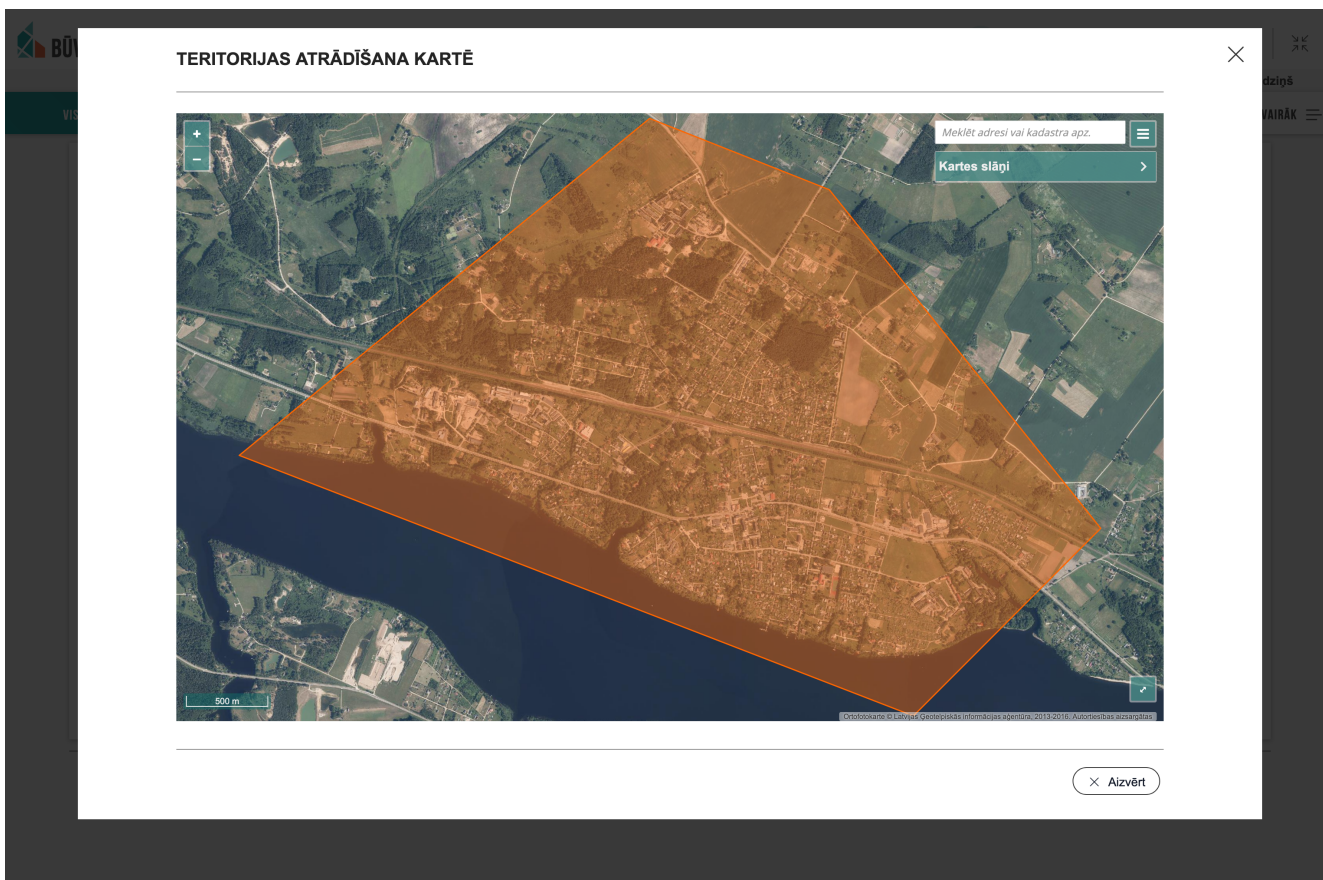 BŪV
TERITORIJAS ATRĀDĪŠANA KARTĒ
dziņš
VIS
VAIRĀK
+
Meklēt adresi vai kadastra apz.
−
Kartes slāņi
500 m
Ortofotokarte © Latvijas Ģeotelpiskās informācijas aģentūra, 2013-2016. Autortiesības aizsargātas
Aizvērt